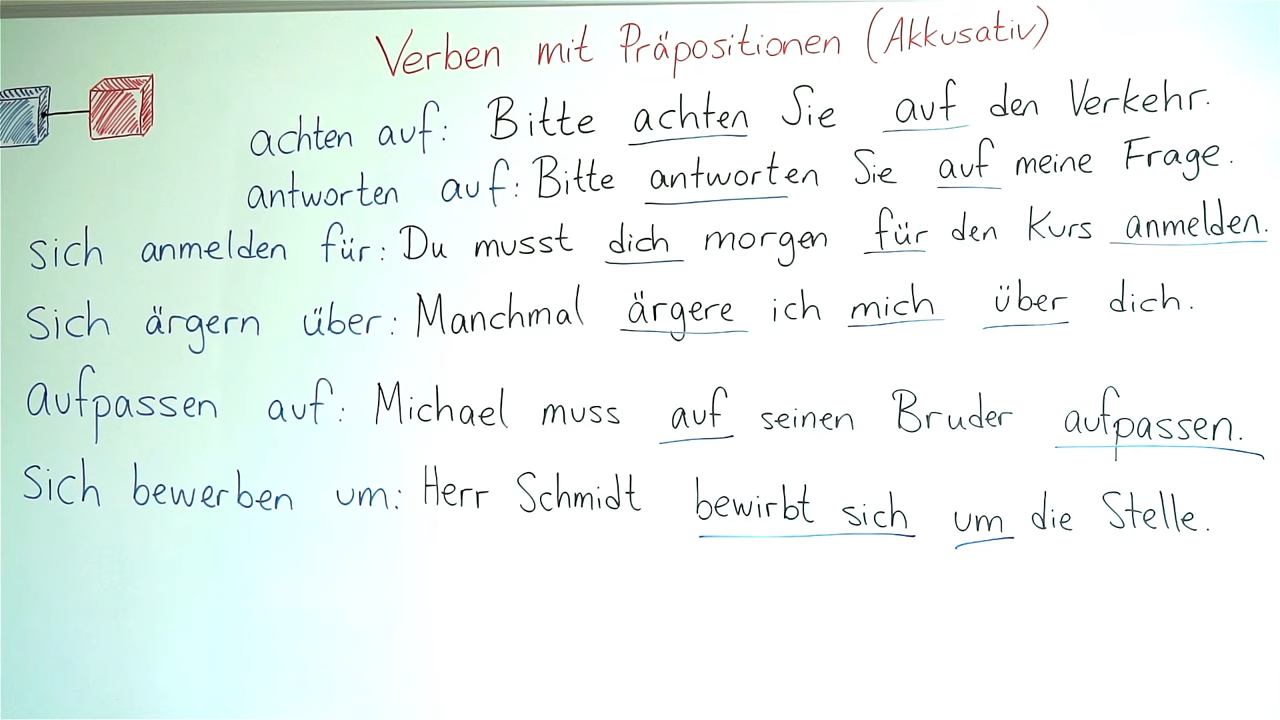 Verben mit Präpositionen (Akkusativ)
achten auf: Bitte achten Sie auf den Verkehr.
antworten auf: Bitte antworten Sie auf meine Frage.
sich anmelden für: Du musst dich morgen für den Kurs anmelden.
sich ärgern über: Manchmal ärgere ich mich über dich.
aufpassen auf: Michael muss auf seinen Bruder aufpassen.
sich bewerben um: Herr Schmidt bewirbt sich um die Stelle.